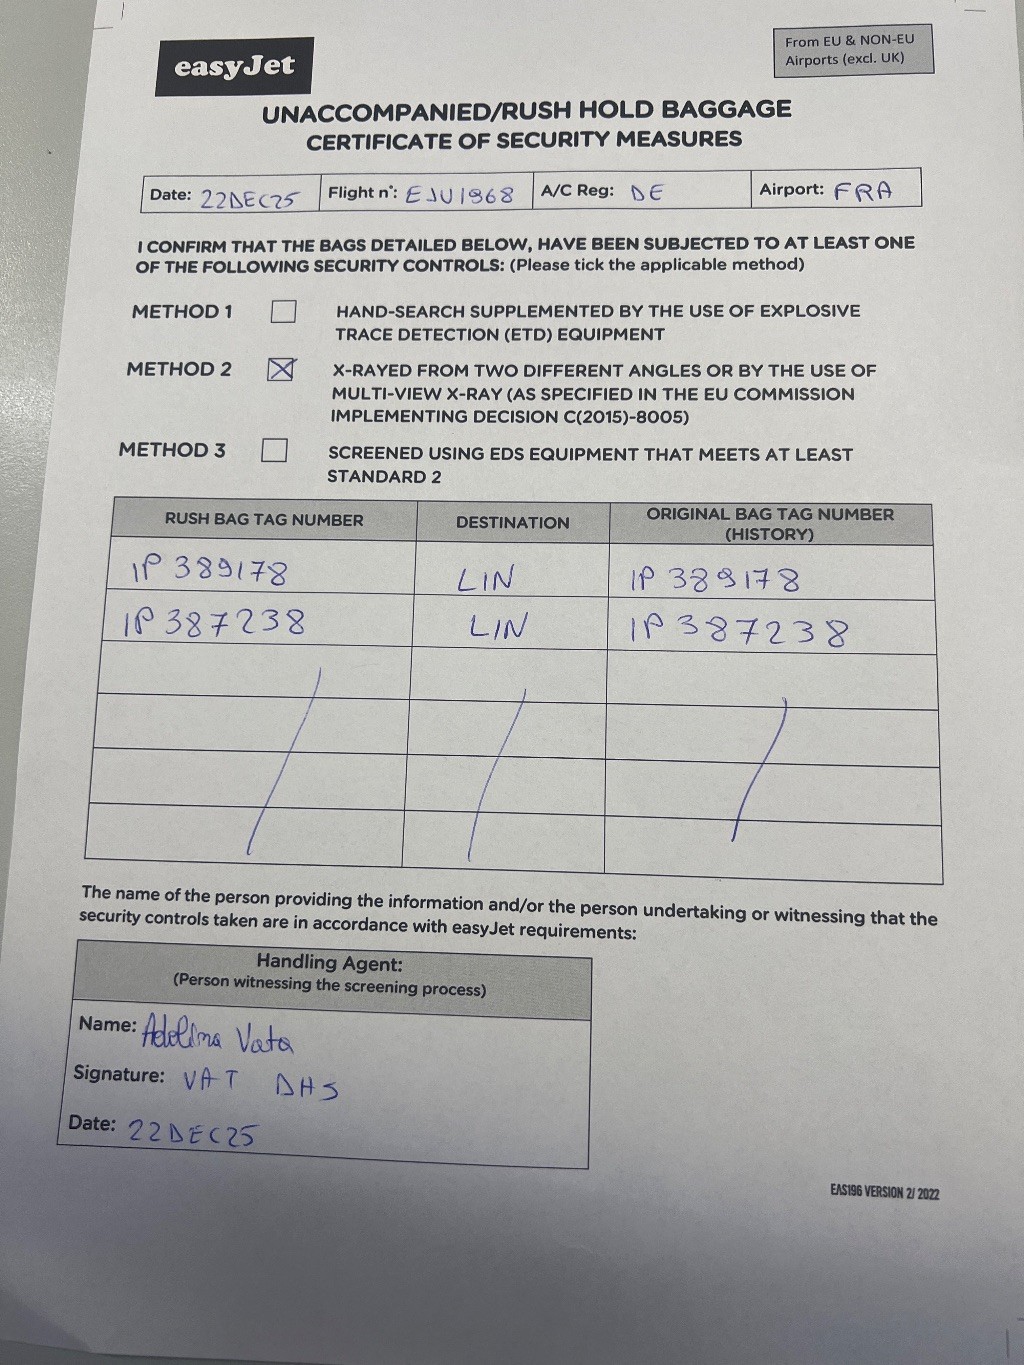 easyJet
From EU & NON-EU
Airports (excl. UK)
UNACCOMPANIED/RUSH HOLD BAGGAGE
CERTIFICATE OF SECURITY MEASURES
Date: 22DEC25 Flight n°: EJU1968 A/C Reg: DE Airport: FRA
I CONFIRM THAT THE BAGS DETAILED BELOW, HAVE BEEN SUBJECTED TO AT LEAST ONE
OF THE FOLLOWING SECURITY CONTROLS: (Please tick the applicable method)
METHOD 1 HAND-SEARCH SUPPLEMENTED BY THE USE OF EXPLOSIVE
TRACE DETECTION (ETD) EQUIPMENT
METHOD 2 X-RAYED FROM TWO DIFFERENT ANGLES OR BY THE USE OF
MULTI-VIEW X-RAY (AS SPECIFIED IN THE EU COMMISSION
IMPLEMENTING DECISION C(2015)-8005)
METHOD 3 SCREENED USING EDS EQUIPMENT THAT MEETS AT LEAST
STANDARD 2
RUSH BAG TAG NUMBER DESTINATION ORIGINAL BAG TAG NUMBER
(HISTORY)
IP 389178 LIN IP 389178
IP 387238 LIN IP 387238
The name of the person providing the information and/or the person undertaking or witnessing that the
security controls taken are in accordance with easyJet requirements:
Handling Agent:
(Person witnessing the screening process)
Name: Adelina Vata
Signature: VAT DHS
Date: 22DEC25
EAS196 VERSION 2/ 2022